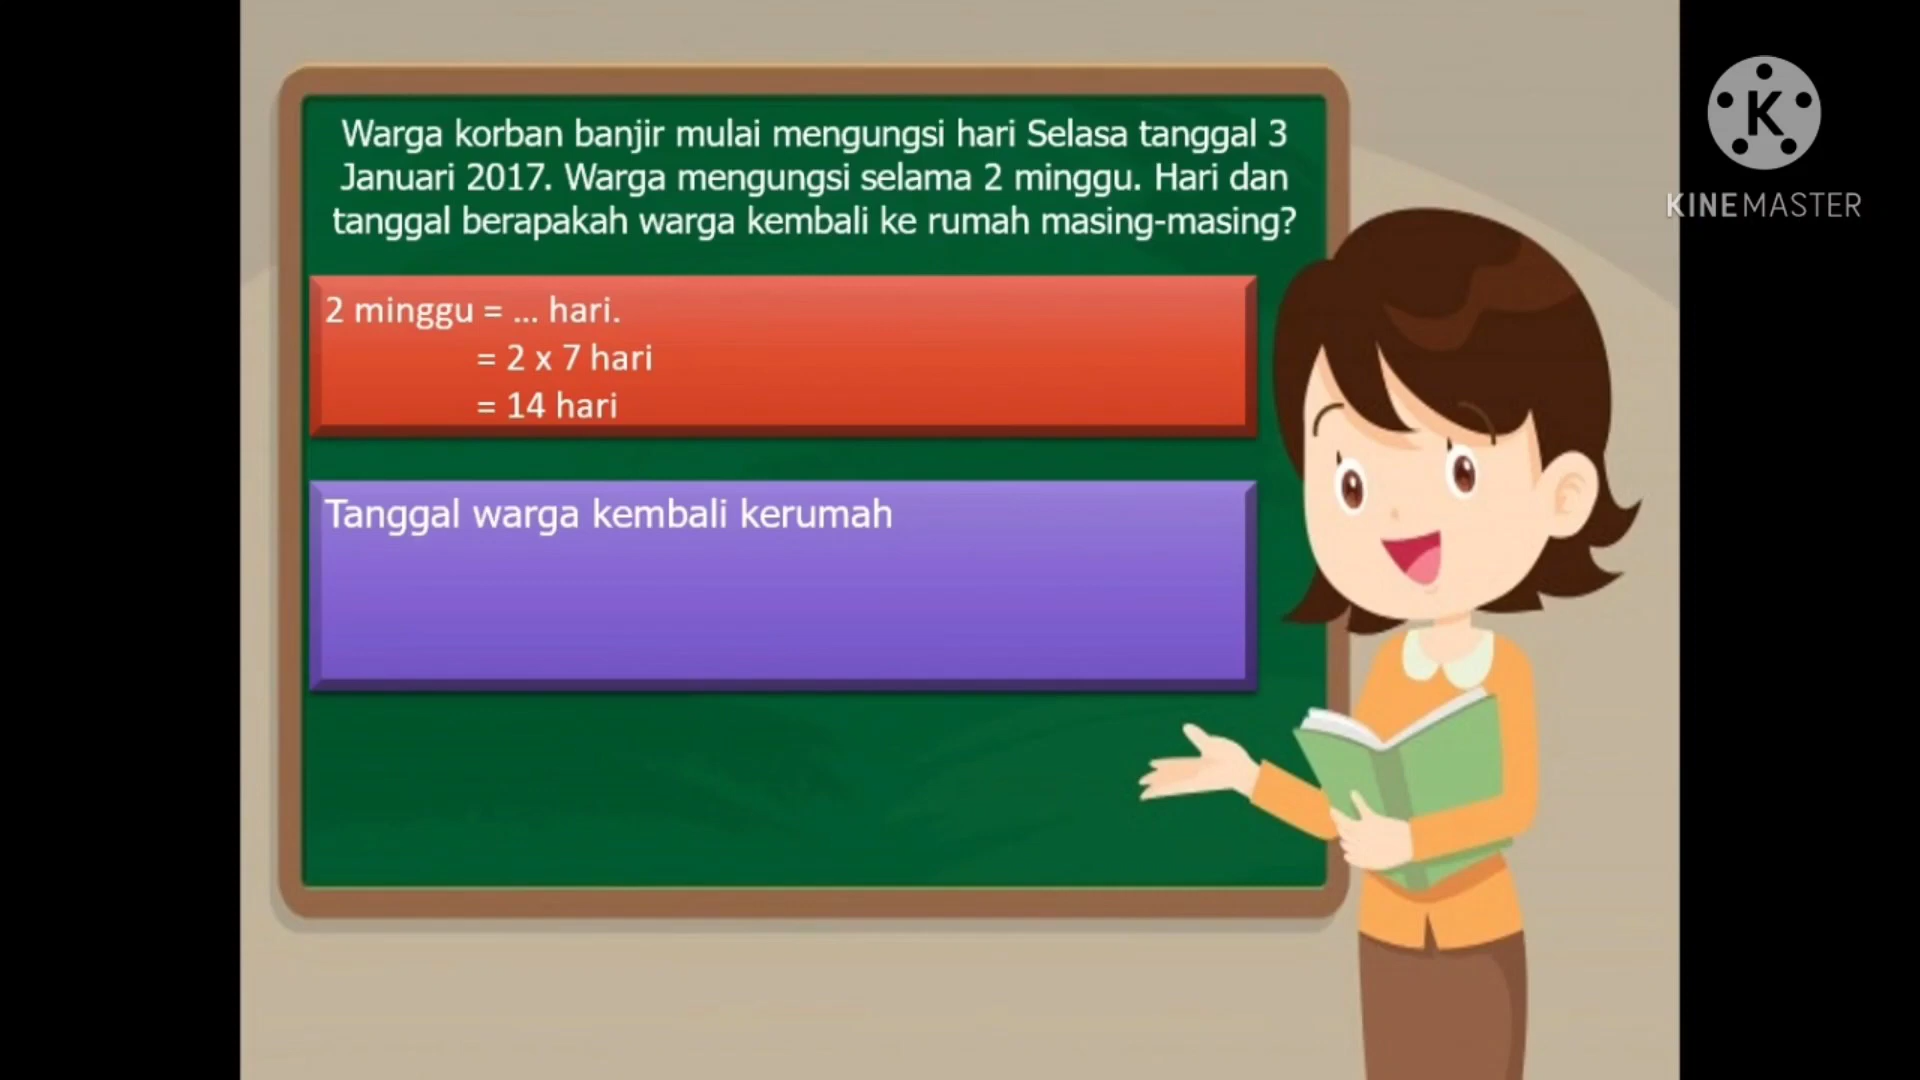 Warga korban banjir mulai mengungsi hari Selasa tanggal 3
Januari 2017. Warga mengungsi selama 2 minggu. Hari dan
tanggal berapakah warga kembali ke rumah masing-masing?
2 minggu = ... hari.
= 2 x 7 hari
= 14 hari
Tanggal warga kembali kerumah
K
KINEMASTER